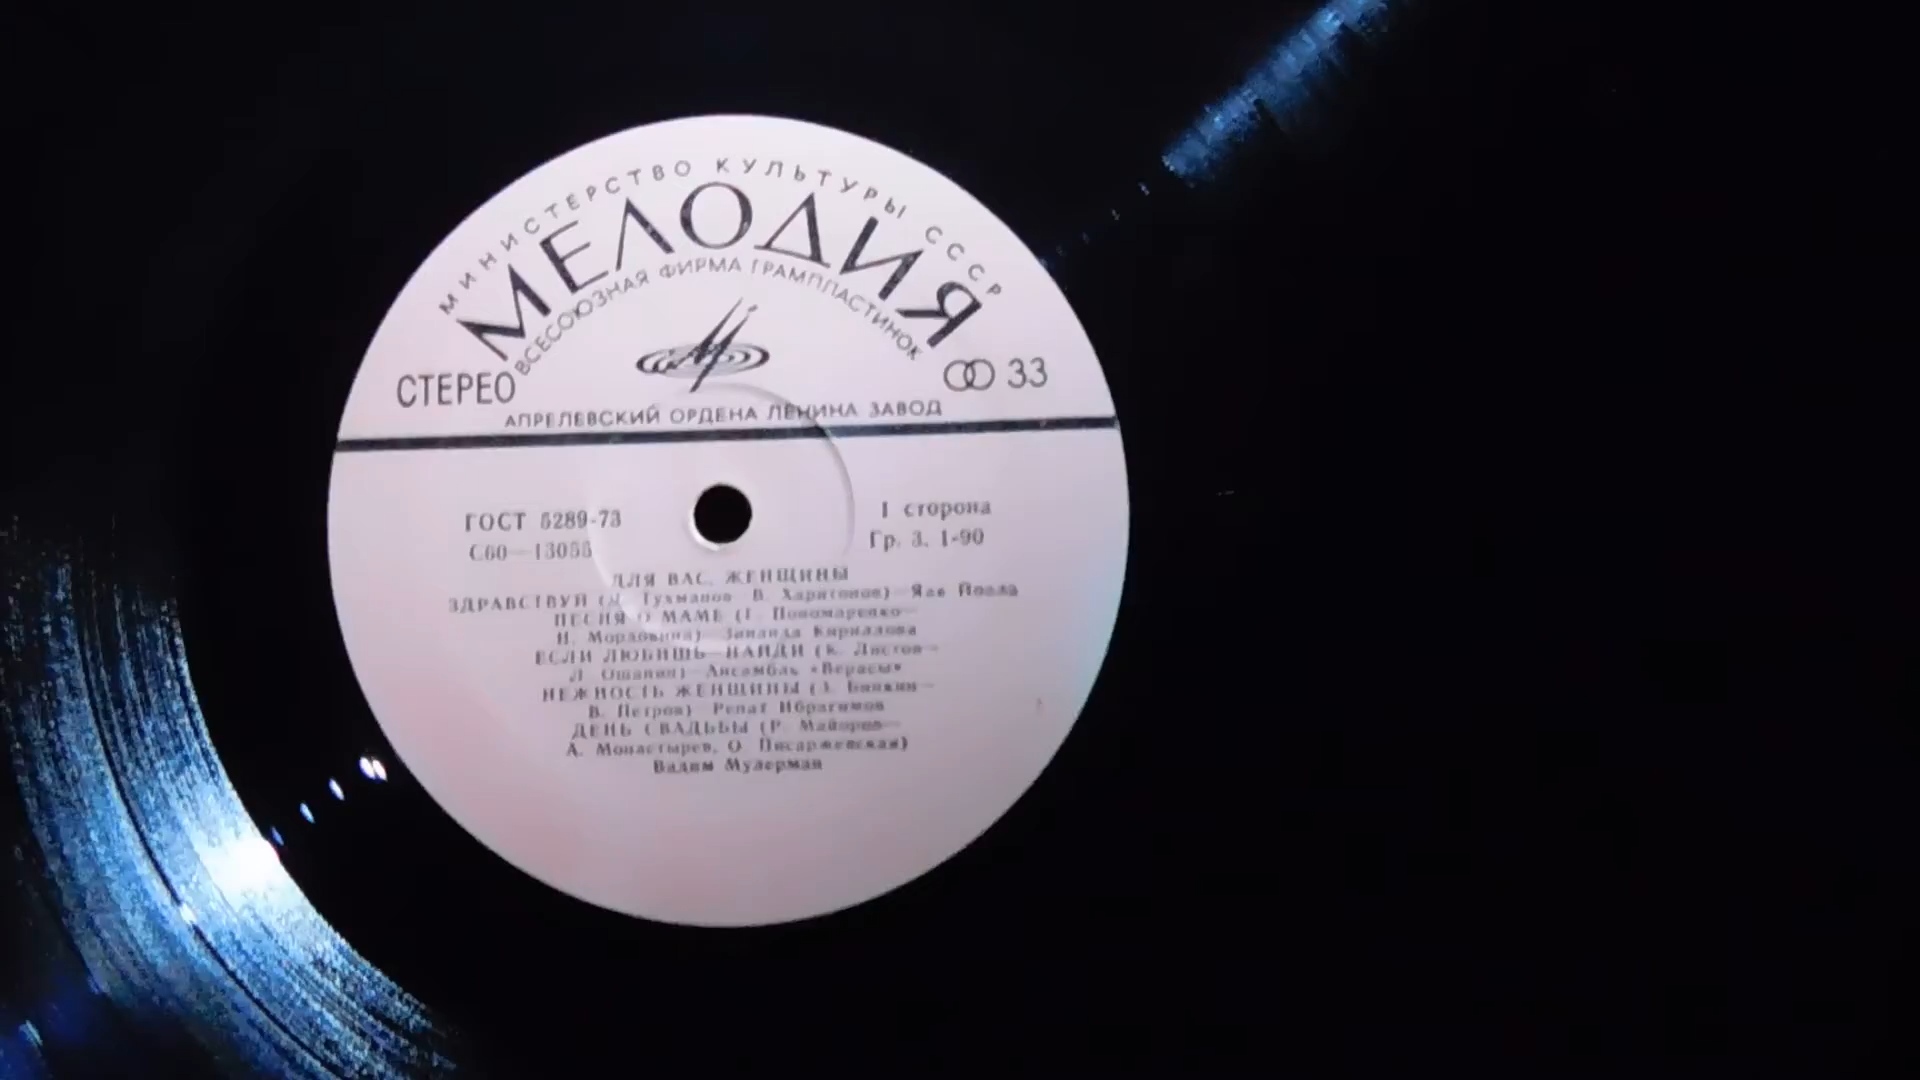 МИНИСТЕРСТВО КУЛЬТУРЫ СССР
МЕЛОДИЯ
ВСЕСОЮЗНАЯ ФИРМА ГРАМПЛАСТИНОК
СТЕРЕО
33
АПРЕЛЕВСКИЙ ОРДЕНА ЛЕНИНА ЗАВОД
ГОСТ 5289-73
I сторона
С60—13055
Гр. 3. 1-90
ДЛЯ ВАС, ЖЕНЩИНЫ
ЗДРАВСТВУЙ (Д. Тухманов—В. Харитонов)—Яак Йоала
ПЕСНЯ О МАМЕ (Г. Пономаренко—
Н. Мордовина)—Зинаида Кириллова
ЕСЛИ ЛЮБИШЬ—НАЙДИ (К. Листов—
Л. Ошанин)—Ансамбль «Верасы»
НЕЖНОСТЬ ЖЕНЩИНЫ (Э. Бинкин—
В. Петров)—Ренат Ибрагимов
ДЕНЬ СВАДЬБЫ (Р. Майоров—
А. Монастырев, О. Писаржевская)
Вадим Мулерман